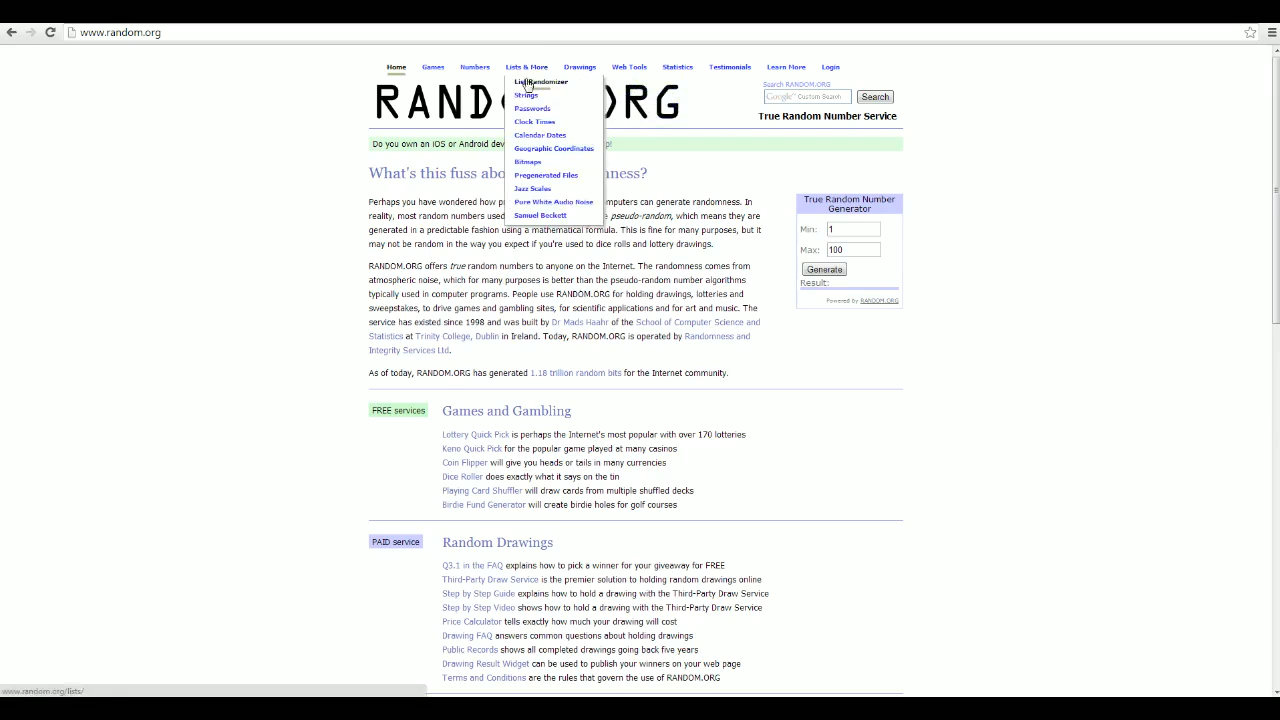 www.random.org
Home Games Numbers Lists & More Drawings Web Tools Statistics Testimonials Learn More Login
List Randomizer
Strings
Passwords
Clock Times
Calendar Dates
Geographic Coordinates
Bitmaps
Pregenerated Files
Jazz Scales
Pure White Audio Noise
Samuel Beckett
Search RANDOM.ORG
Google™ Custom Search Search
True Random Number Service
Do you own an iOS or Android
What's this fuss
Perhaps you have wondered how computers can generate randomness. In
reality, most random numbers used pseudo-random, which means they are
generated in a predictable fashion using a mathematical formula. This is fine for many purposes, but it
may not be random in the way you expect if you're used to dice rolls and lottery drawings.
RANDOM.ORG offers true random numbers to anyone on the Internet. The randomness comes from
atmospheric noise, which for many purposes is better than the pseudo-random number algorithms
typically used in computer programs. People use RANDOM.ORG for holding drawings, lotteries and
sweepstakes, to drive games and gambling sites, for scientific applications and for art and music. The
service has existed since 1998 and was built by Dr Mads Haahr of the School of Computer Science and
Statistics at Trinity College, Dublin in Ireland. Today, RANDOM.ORG is operated by Randomness and
Integrity Services Ltd.
As of today, RANDOM.ORG has generated 1.18 trillion random bits for the Internet community.
True Random Number
Generator
Min: 1
Max: 100
Generate
Result:
Powered by RANDOM.ORG
FREE services
Games and Gambling
Lottery Quick Pick is perhaps the Internet's most popular with over 170 lotteries
Keno Quick Pick for the popular game played at many casinos
Coin Flipper will give you heads or tails in many currencies
Dice Roller does exactly what it says on the tin
Playing Card Shuffler will draw cards from multiple shuffled decks
Birdie Fund Generator will create birdie holes for golf courses
PAID service
Random Drawings
Q3.1 in the FAQ explains how to pick a winner for your giveaway for FREE
Third-Party Draw Service is the premier solution to holding random drawings online
Step by Step Guide explains how to hold a drawing with the Third-Party Draw Service
Step by Step Video shows how to hold a drawing with the Third-Party Draw Service
Price Calculator tells exactly how much your drawing will cost
Drawing FAQ answers common questions about holding drawings
Public Records shows all completed drawings going back five years
Drawing Result Widget can be used to publish your winners on your web page
Terms and Conditions are the rules that govern the use of RANDOM.ORG
www.random.org/lists/